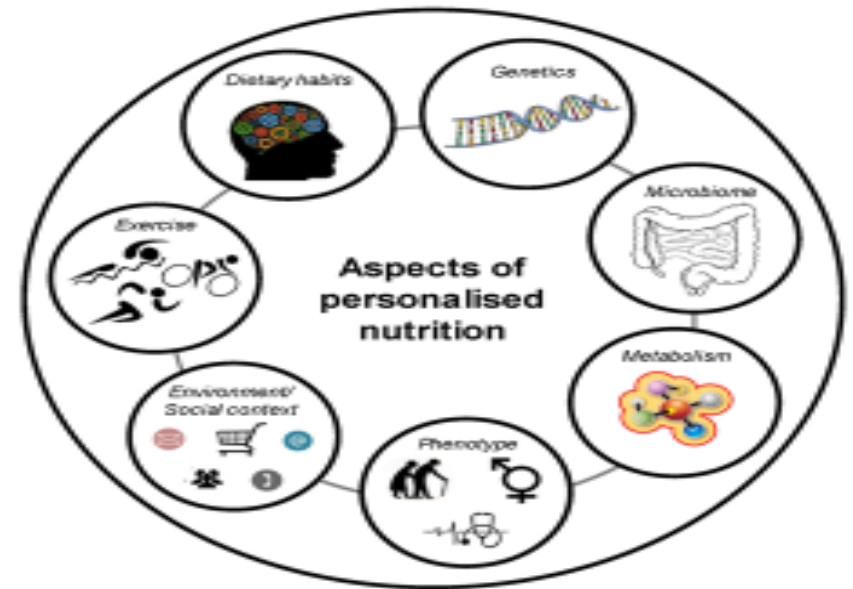 Dietary habits
Genetics
Microbiome
Exercise
Aspects of
personalised
nutrition
Metabolism
Environment/
Social context
Phenotype